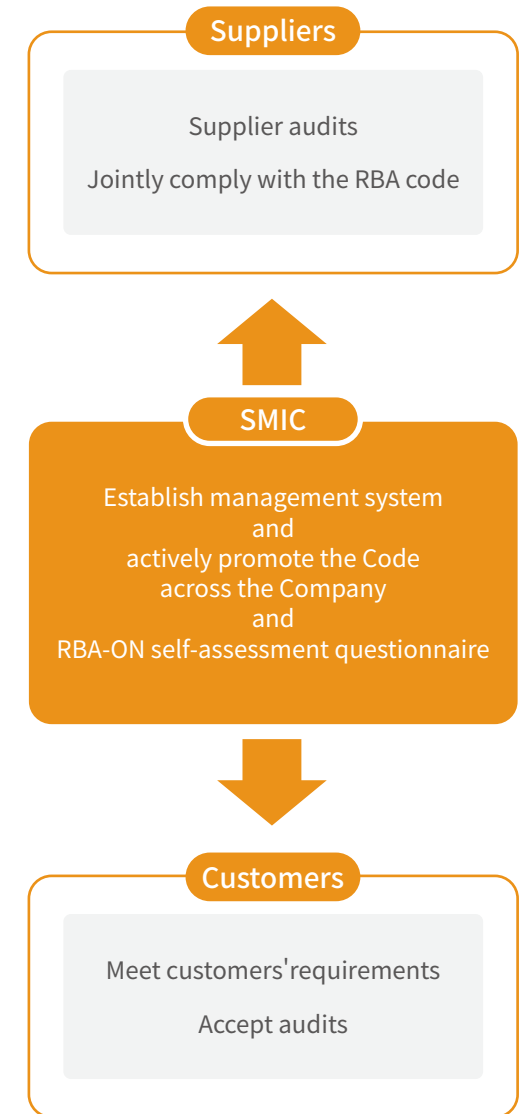 Suppliers
Supplier audits
Jointly comply with the RBA code
SMIC
Establish management system
and
actively promote the Code
across the Company
and
RBA-ON self-assessment questionnaire
Customers
Meet customers'requirements
Accept audits